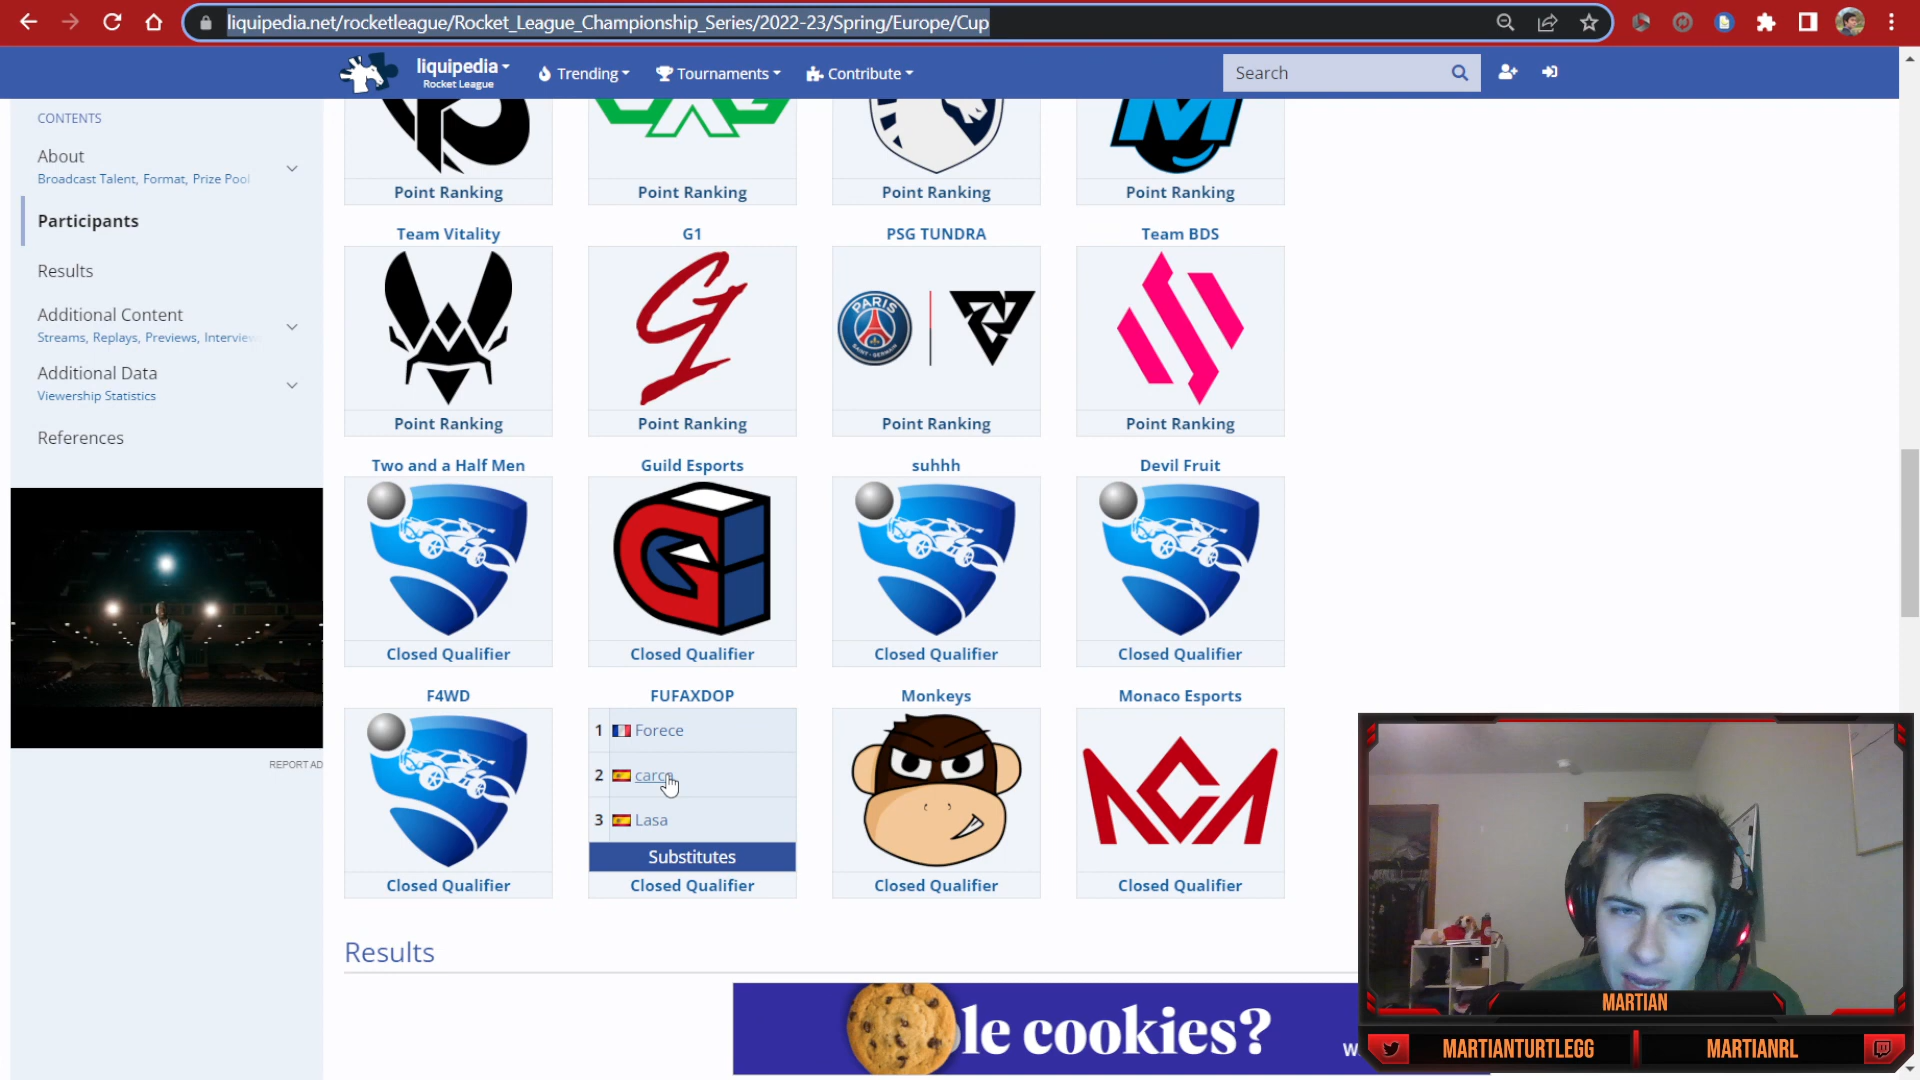 liquipedia.net/rocketleague/Rocket_League_Championship_Series/2022-23/Spring/Europe/Cup
liquipedia
Rocket League
Trending
Tournaments
Contribute
Search
CONTENTS
About
Broadcast Talent, Format, Prize Pool
Participants
Results
Additional Content
Streams, Replays, Previews, Interview
Additional Data
Viewership Statistics
References
REPORT AD
Point Ranking
Point Ranking
Point Ranking
Point Ranking
Team Vitality
G1
PSG TUNDRA
Team BDS
PARIS
SAINT-GERMAIN
Point Ranking
Point Ranking
Point Ranking
Point Ranking
Two and a Half Men
Guild Esports
suhhh
Devil Fruit
Closed Qualifier
Closed Qualifier
Closed Qualifier
Closed Qualifier
F4WD
FUFAXDOP
Monkeys
Monaco Esports
1 Forece
2
3 Lasa
Substitutes
Closed Qualifier
Closed Qualifier
Closed Qualifier
Closed Qualifier
Results
le cookies?
W
MARTIAN
MARTIANTURTLEGG
MARTIANRL